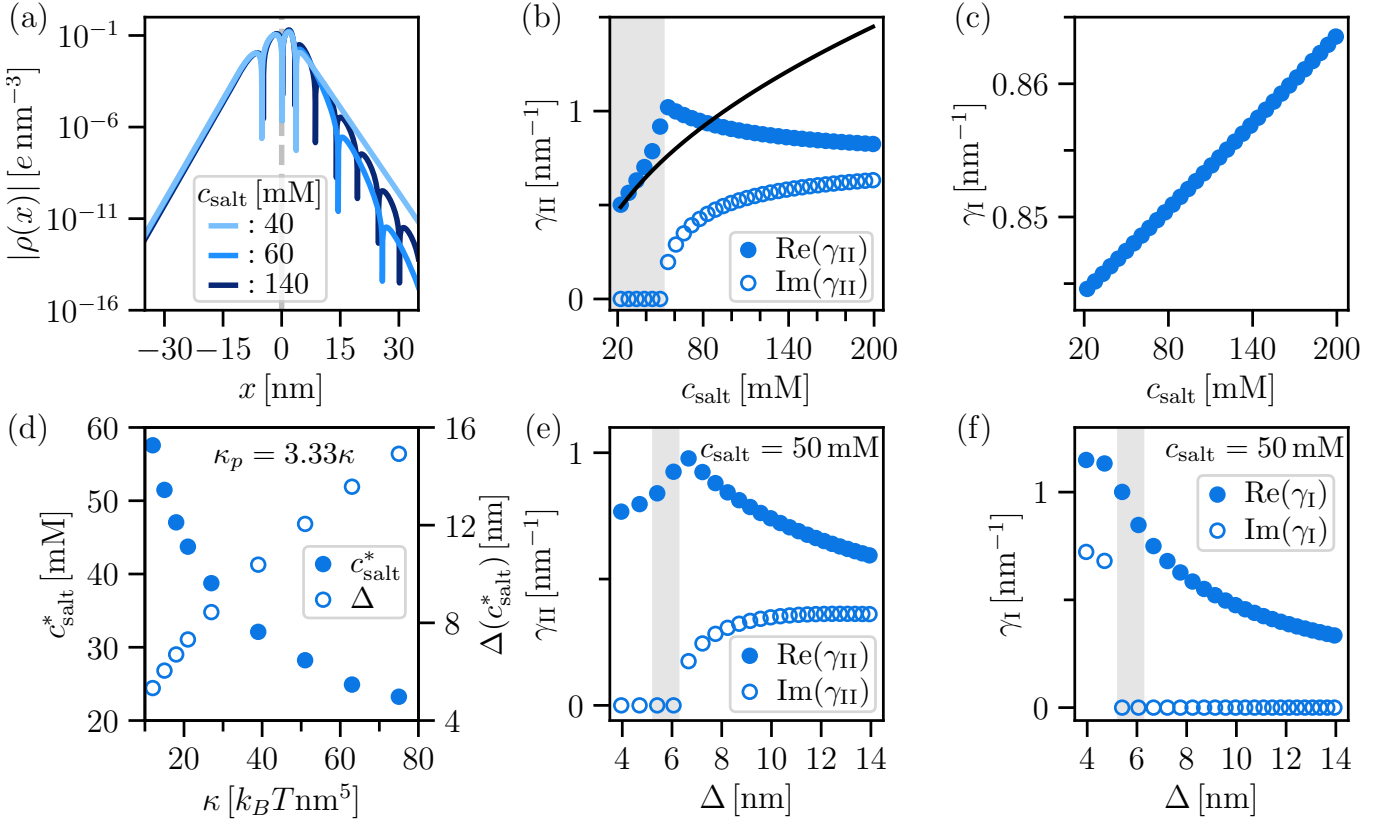 (a)
|ρ(x)| [e nm⁻³]
10⁻¹
10⁻⁶
10⁻¹¹
10⁻¹⁶
c_salt [mM]
: 40
: 60
: 140
−30 −15 0 15 30
x [nm]
(b)
γ_II [nm⁻¹]
1
0
Re(γ_II)
Im(γ_II)
20 80 140 200
c_salt [mM]
(c)
γ_I [nm⁻¹]
0.86
0.85
20 80 140 200
c_salt [mM]
(d)
κ_p = 3.33κ
c*_salt [mM]
60
50
40
30
20
c*_salt
Δ
16
12
8
4
Δ(c*_salt) [nm]
20 40 60 80
κ [k_B T nm⁵]
(e)
c_salt = 50 mM
γ_II [nm⁻¹]
1
0
Re(γ_II)
Im(γ_II)
4 6 8 10 12 14
Δ [nm]
(f)
c_salt = 50 mM
γ_I [nm⁻¹]
1
0
Re(γ_I)
Im(γ_I)
4 6 8 10 12 14
Δ [nm]